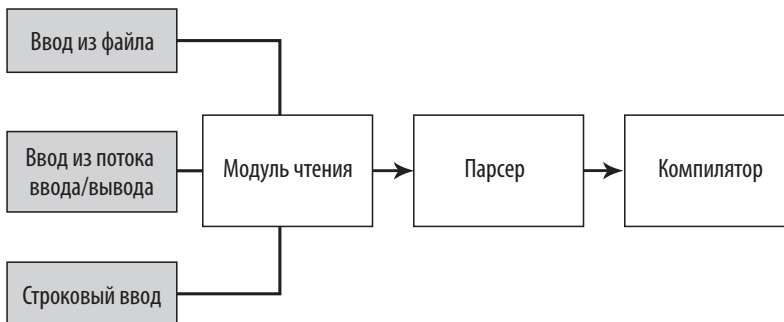 Ввод из файла
Ввод из потока
ввода/вывода
Строковый ввод
Модуль чтения
Парсер
Компилятор